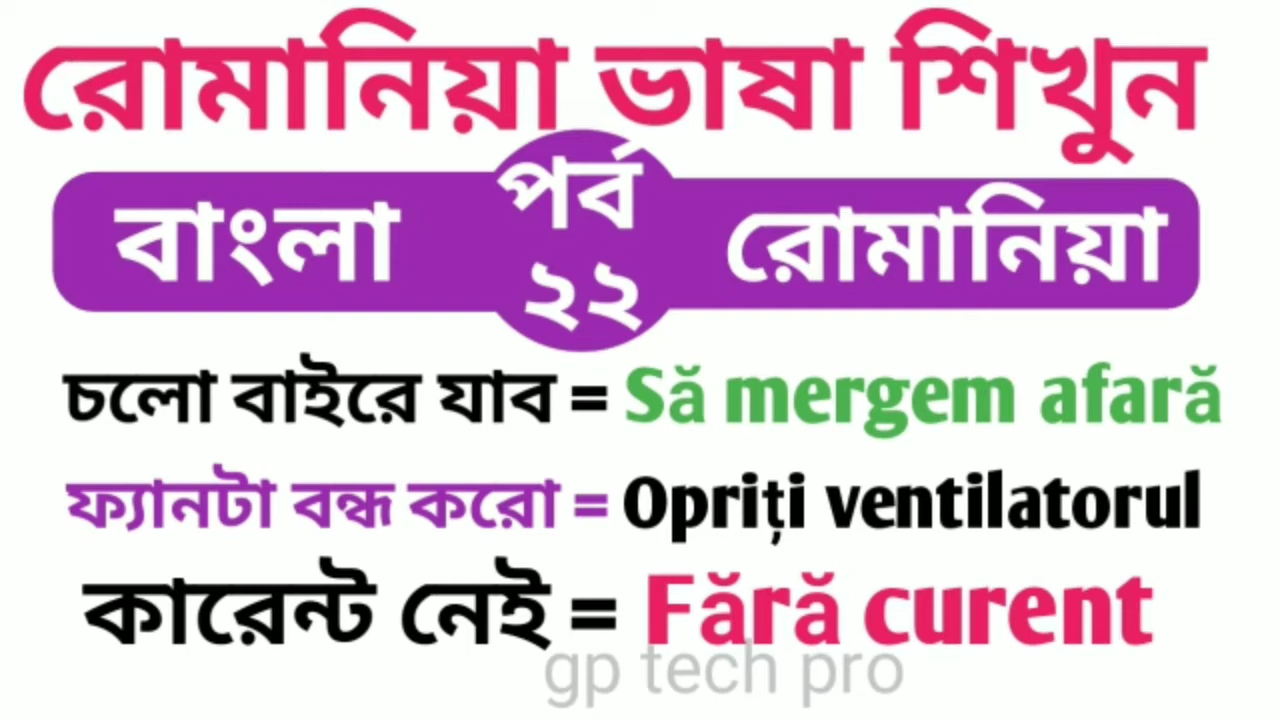 রোমানিয়া ভাষা শিখুন
বাংলা পর্ব ২২ রোমানিয়া
চলো বাইরে যাব = Să mergem afară
ফ্যানটা বন্ধ করো = Opriți ventilatorul
কারেন্ট নেই = Fără curent
gp tech pro